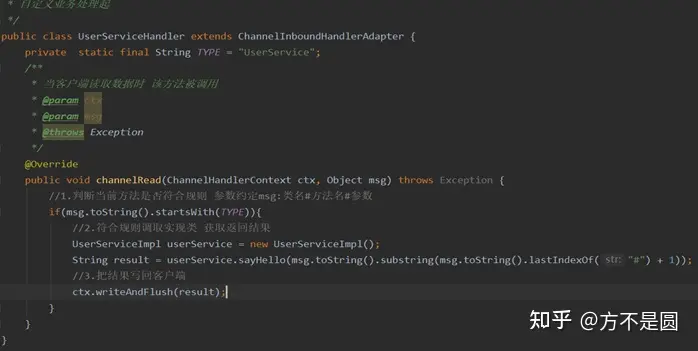 * 自定义业务处理起
*/
public class UserServiceHandler extends ChannelInboundHandlerAdapter {
private static final String TYPE = "UserService";
/**
* 当客户端读取数据时 该方法被调用
* @param ctx
* @param msg
* @throws Exception
*/
@Override
public void channelRead(ChannelHandlerContext ctx, Object msg) throws Exception {
//1.判断当前方法是否符合规则 参数约定msg:类名#方法名#参数
if(msg.toString().startsWith(TYPE)){
//2.符合规则调取实现类 获取返回结果
UserServiceImpl userService = new UserServiceImpl();
String result = userService.sayHello(msg.toString().substring(msg.toString().lastIndexOf( str: "#") + 1));
//3.把结果写回客户端
ctx.writeAndFlush(result);
}
}
}
知乎 @方不是圆